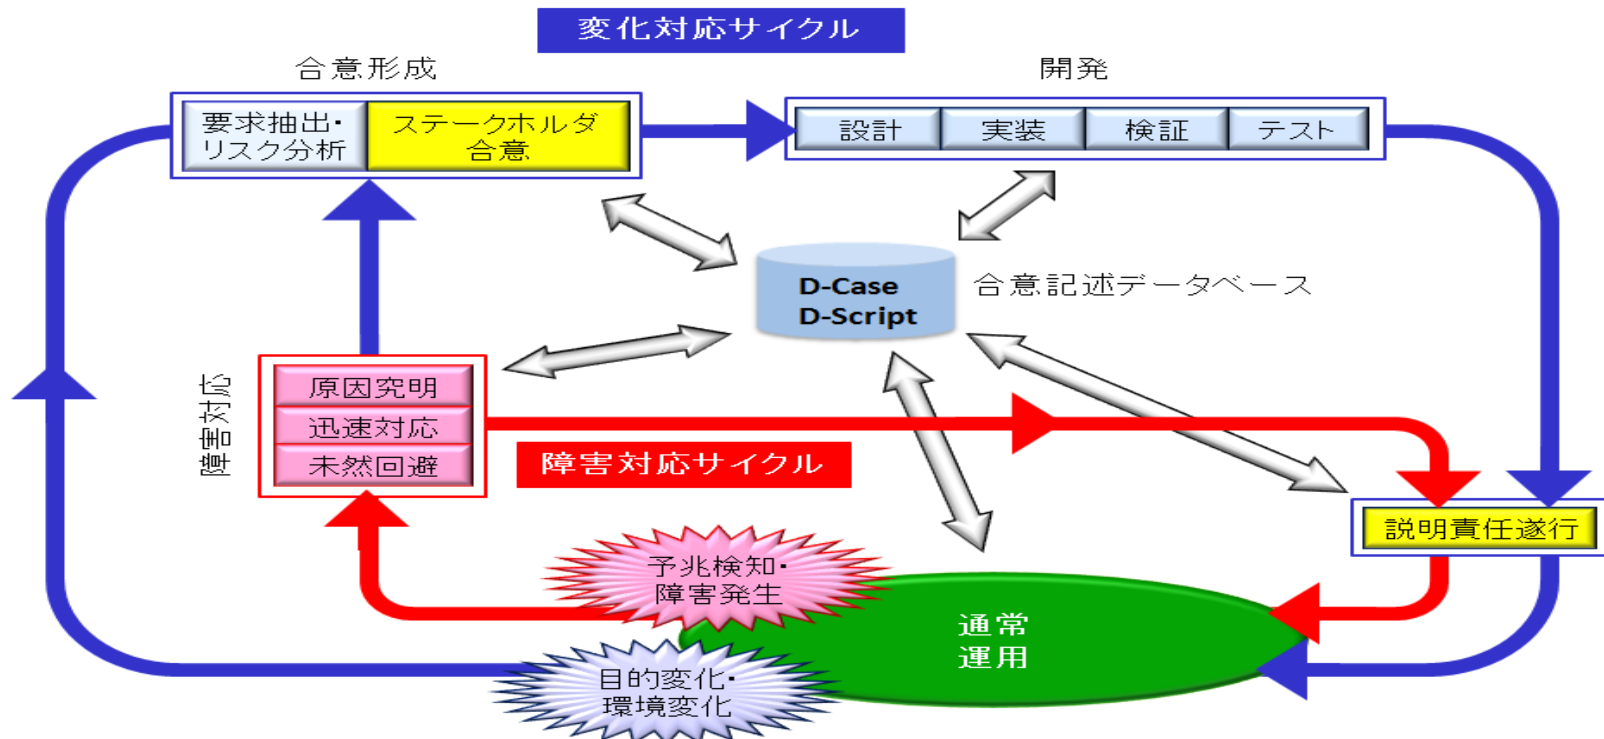 変化対応サイクル
合意形成
開発
要求抽出・
リスク分析
ステークホルダ
合意
設計
実装
検証
テスト
D-Case
D-Script
合意記述データベース
障害対応
原因究明
迅速対応
未然回避
障害対応サイクル
説明責任遂行
予兆検知・
障害発生
通常
運用
目的変化・
環境変化